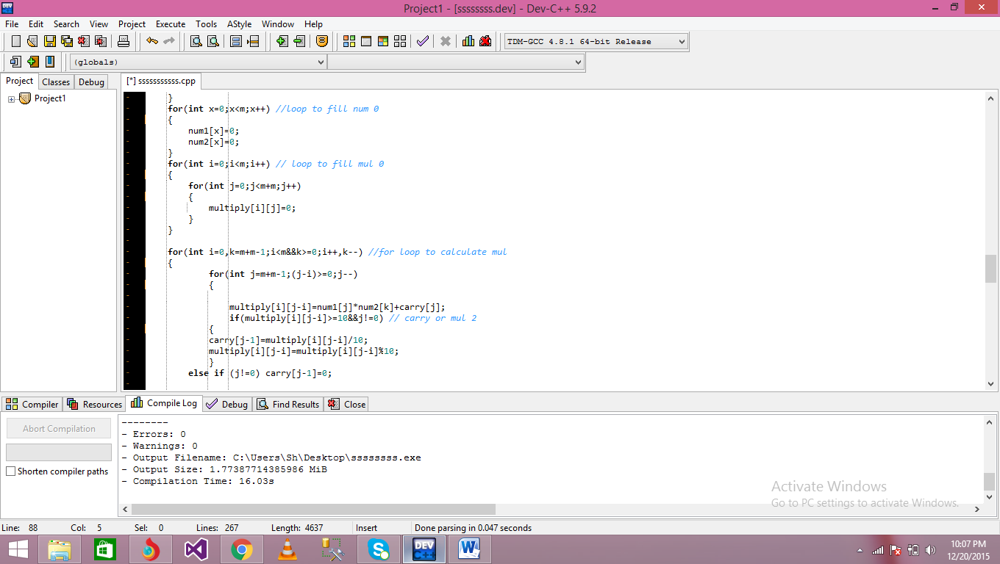 Project1 - [ssssssss.dev] - Dev-C++ 5.9.2
File Edit Search View Project Execute Tools AStyle Window Help
TDM-GCC 4.8.1 64-bit Release
(globals)
Project Classes Debug
[*] sssssssssss.cpp
Project1
}
for(int x=0;x<m;x++) //loop to fill num 0
{
num1[x]=0;
num2[x]=0;
}
for(int i=0;i<m;i++) // loop to fill mul 0
{
for(int j=0;j<m+m;j++)
{
multiply[i][j]=0;
}
}
for(int i=0,k=m+m-1;i<m&&k>=0;i++,k--) //for loop to calculate mul
{
for(int j=m+m-1;(j-i)>=0;j--)
{
multiply[i][j-i]=num1[j]*num2[k]+carry[j];
if(multiply[i][j-i]>=10&&j!=0) // carry or mul 2
{
carry[j-1]=multiply[i][j-i]/10;
multiply[i][j-i]=multiply[i][j-i]%10;
}
else if (j!=0) carry[j-1]=0;
Compiler Resources Compile Log Debug Find Results Close
Abort Compilation
Shorten compiler paths
--------
- Errors: 0
- Warnings: 0
- Output Filename: C:\Users\Sh\Desktop\ssssssss.exe
- Output Size: 1.77387714385986 MiB
- Compilation Time: 16.03s
Activate Windows
Go to PC settings to activate Windows.
Line: 88 Col: 5 Sel: 0 Lines: 267 Length: 4637 Insert Done parsing in 0.047 seconds
DEV C++
10:07 PM
12/20/2015